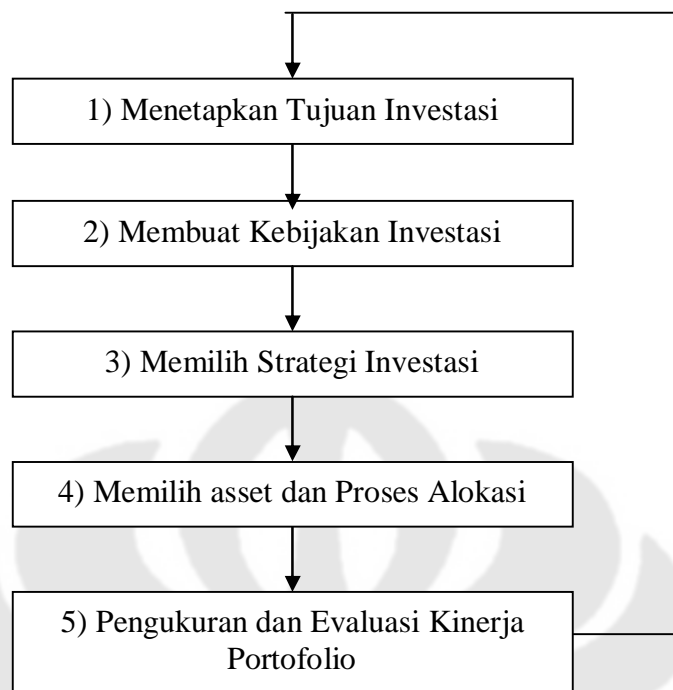 1) Menetapkan Tujuan Investasi
2) Membuat Kebijakan Investasi
3) Memilih Strategi Investasi
4) Memilih asset dan Proses Alokasi
5) Pengukuran dan Evaluasi Kinerja
Portofolio